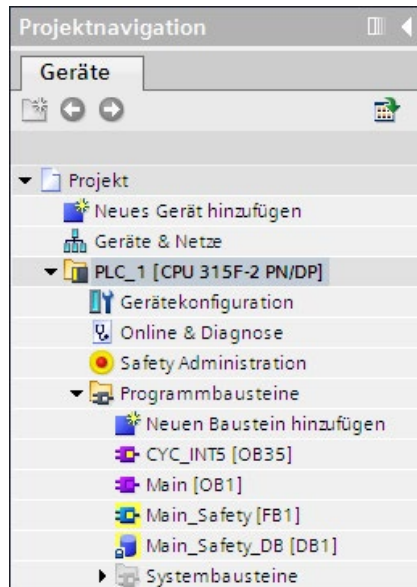 Projektnavigation
Geräte
Projekt
Neues Gerät hinzufügen
Geräte & Netze
PLC_1 [CPU 315F-2 PN/DP]
Gerätekonfiguration
Online & Diagnose
Safety Administration
Programmbausteine
Neuen Baustein hinzufügen
CYC_INT5 [OB35]
Main [OB1]
Main_Safety [FB1]
Main_Safety_DB [DB1]
Systembausteine